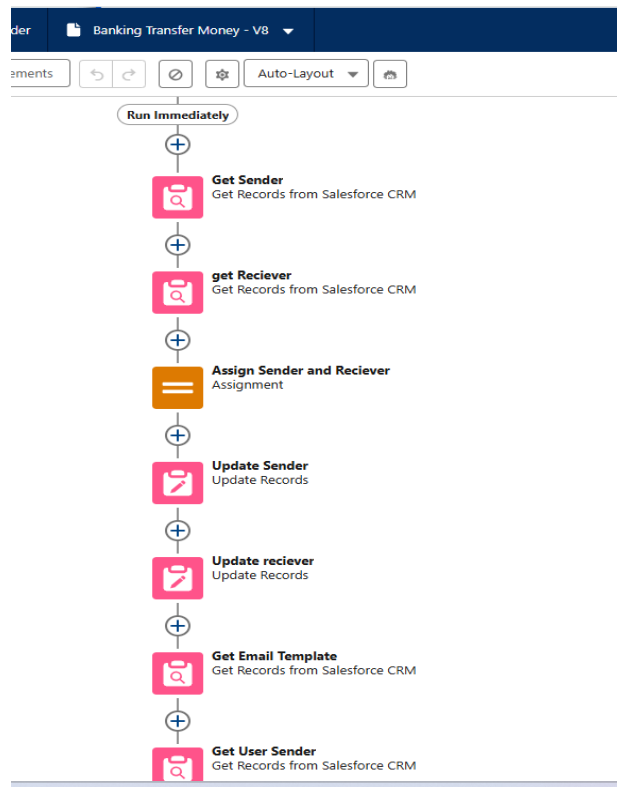 der
Banking Transfer Money - V8
ements
Auto-Layout
Run Immediately
Get Sender
Get Records from Salesforce CRM
get Reciever
Get Records from Salesforce CRM
Assign Sender and Reciever
Assignment
Update Sender
Update Records
Update reciever
Update Records
Get Email Template
Get Records from Salesforce CRM
Get User Sender
Get Records from Salesforce CRM